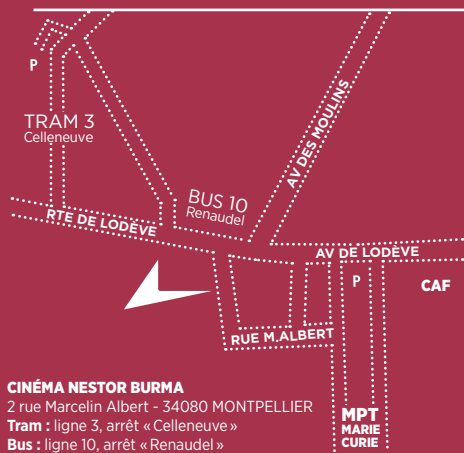 P
TRAM 3
Celleneuve
AV DES MOULINS
BUS 10
Renaudel
RTE DE LODÈVE
AV DE LODÈVE
P
CAF
RUE M.ALBERT
MPT
MARIE
CURIE
CINÉMA NESTOR BURMA
2 rue Marcelin Albert - 34080 MONTPELLIER
Tram : ligne 3, arrêt « Celleneuve »
Bus : ligne 10, arrêt « Renaudel »